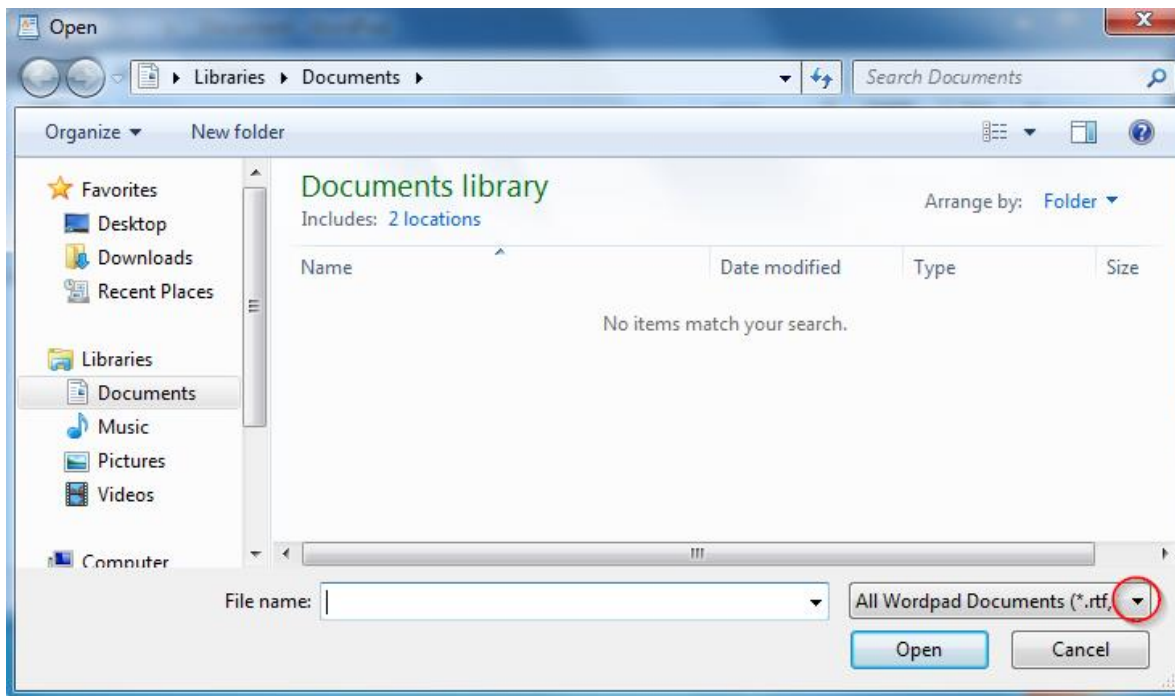 Open
Libraries Documents
Search Documents
Organize New folder
Favorites
Desktop
Downloads
Recent Places
Libraries
Documents
Music
Pictures
Videos
Computer
Documents library
Includes: 2 locations
Arrange by: Folder
Name Date modified Type Size
No items match your search.
File name:
All Wordpad Documents (*.rtf,
Open Cancel